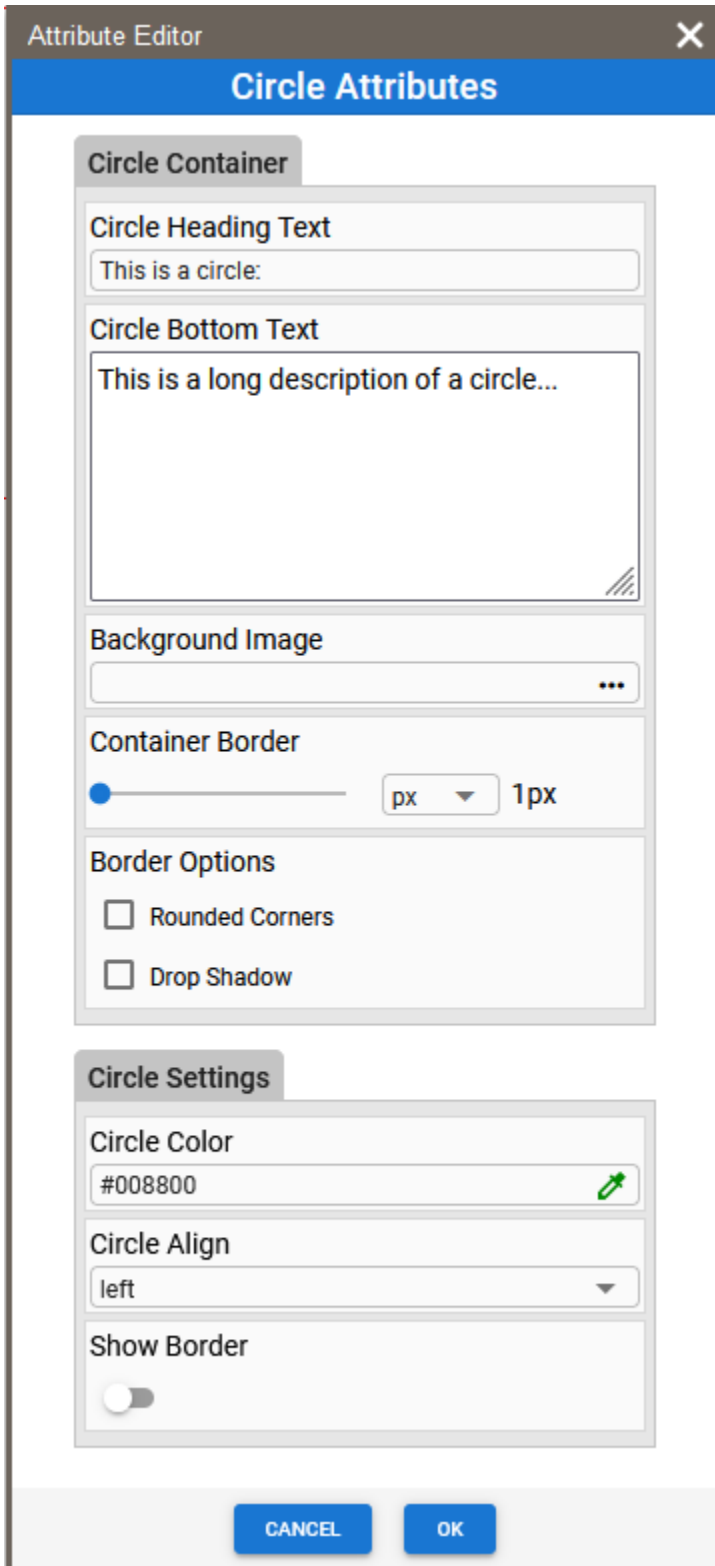 Attribute Editor
Circle Attributes
Circle Container
Circle Heading Text
This is a circle:
Circle Bottom Text
This is a long description of a circle...
Background Image
...
Container Border
px 1px
Border Options
Rounded Corners
Drop Shadow
Circle Settings
Circle Color
#008800
Circle Align
left
Show Border
CANCEL OK